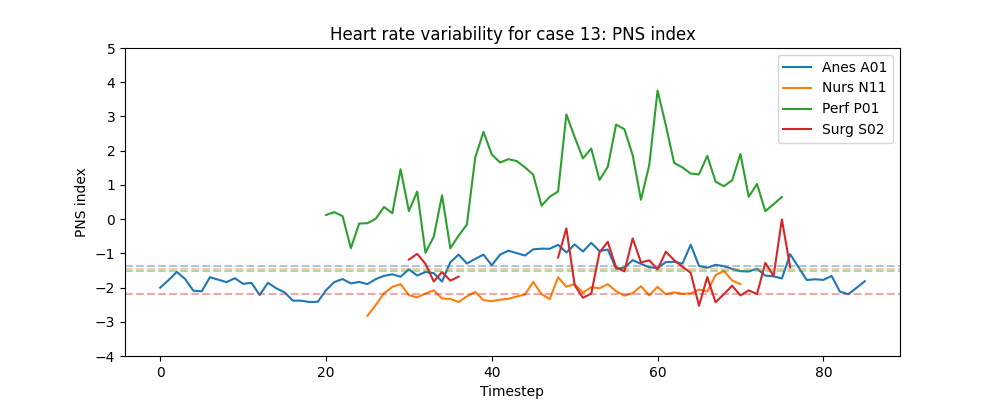 Heart rate variability for case 13: PNS index
PNS index
5
4
3
2
1
0
−1
−2
−3
−4
Anes A01
Nurs N11
Perf P01
Surg S02
0
20
40
60
80
Timestep